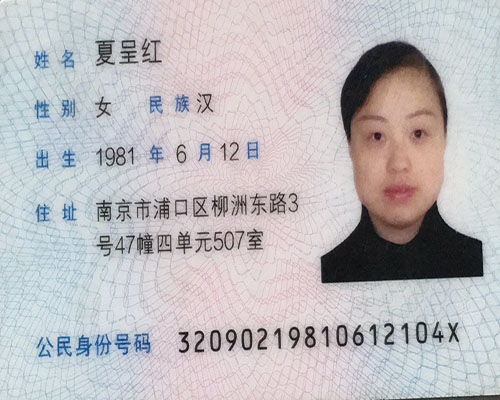 姓名 夏呈红
性别 女 民族 汉
出生 1981 年 6 月 12 日
住址 南京市浦口区柳洲东路3
号47幢四单元507室
公民身份号码 32090219810612104X